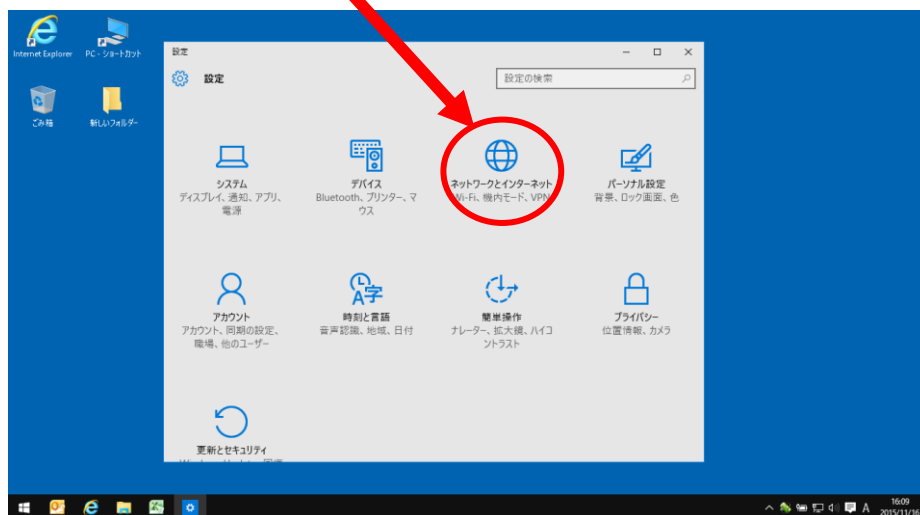 Internet Explorer
PC - ショートカット
ごみ箱
新しいフォルダー
設定
設定
設定の検索
システム
ディスプレイ、通知、アプリ、
電源
デバイス
Bluetooth、プリンター、マ
ウス
ネットワークとインターネット
Wi-Fi、機内モード、VPN
パーソナル設定
背景、ロック画面、色
アカウント
アカウント、同期の設定、
職場、他のユーザー
時刻と言語
音声認識、地域、日付
簡単操作
ナレーター、拡大鏡、ハイコ
ントラスト
プライバシー
位置情報、カメラ
更新とセキュリティ
A
16:09
2015/11/16